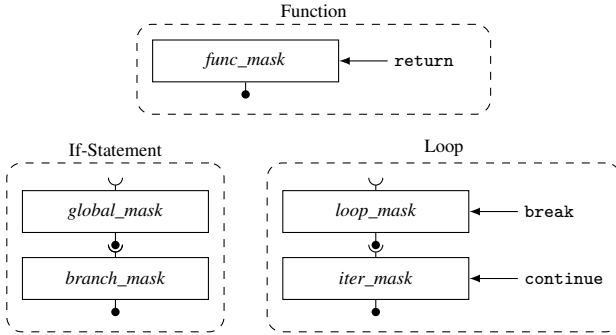 Function
func_mask
return
If-Statement
global_mask
branch_mask
Loop
loop_mask
break
iter_mask
continue